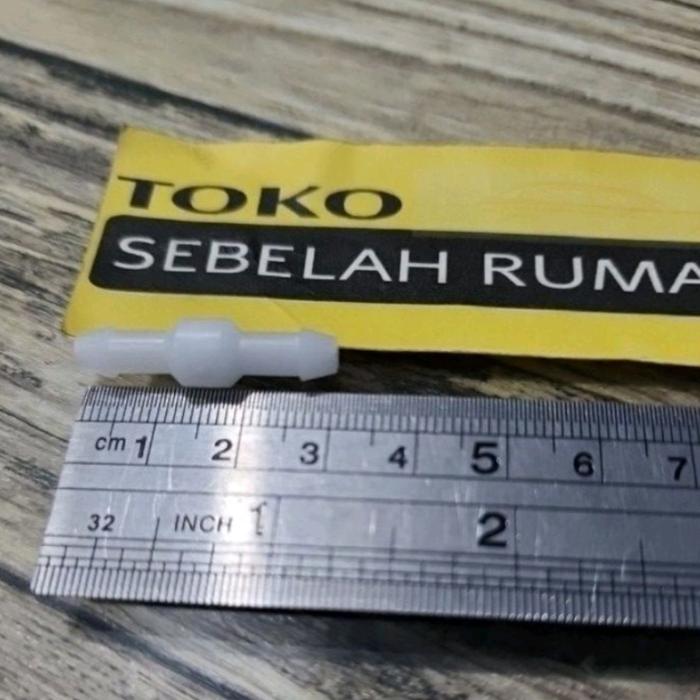 TOKO
SEBELAH RUMA
cm 1 2 3 4 5 6 7
32 INCH 1 2